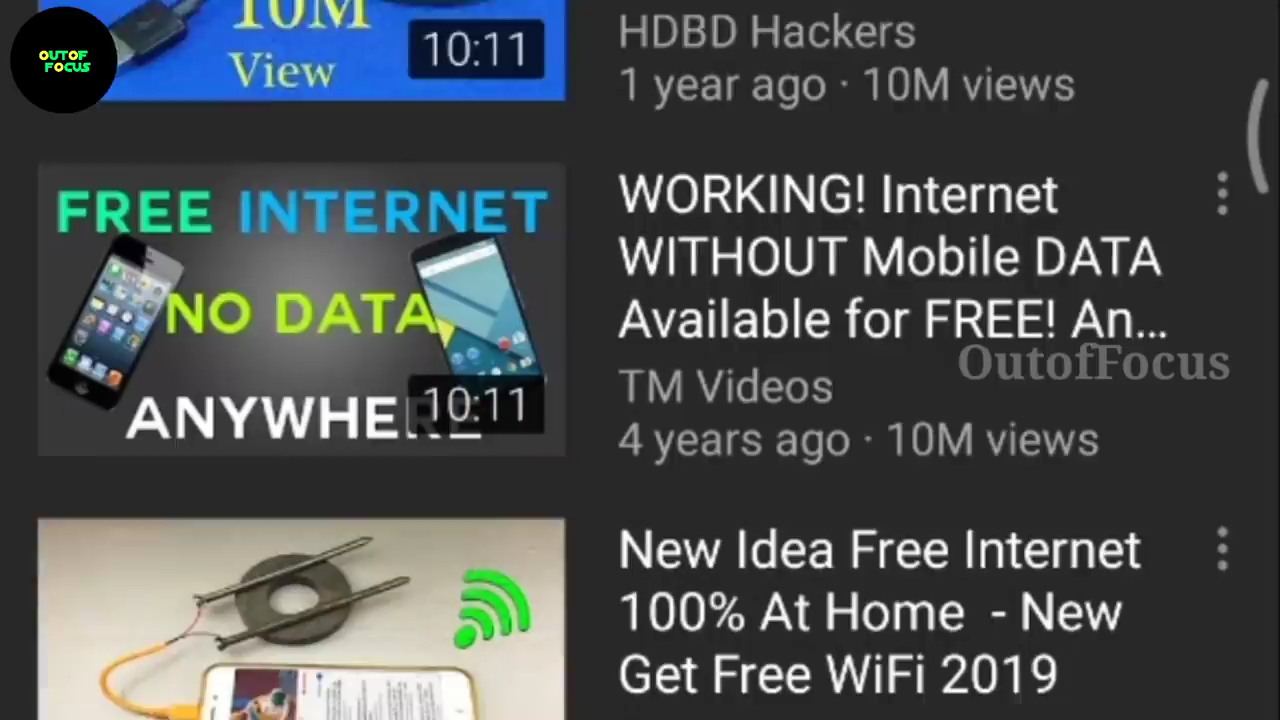 OUTOF
FOCUS
10M
View
10:11
HDBD Hackers
1 year ago · 10M views
FREE INTERNET
NO DATA
ANYWHERE
10:11
WORKING! Internet
WITHOUT Mobile DATA
Available for FREE! An...
OutofFocus
TM Videos
4 years ago · 10M views
New Idea Free Internet
100% At Home - New
Get Free WiFi 2019